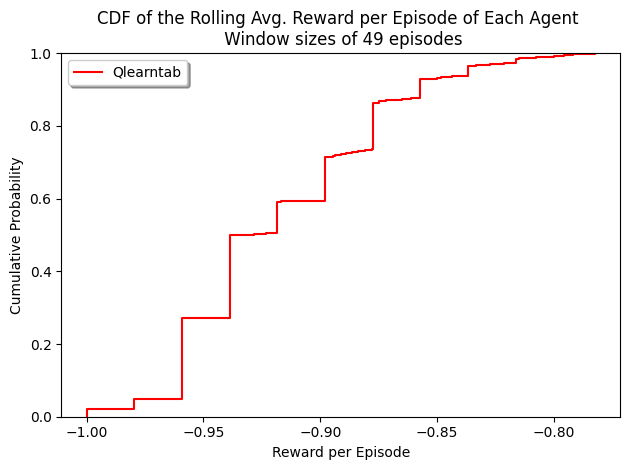 CDF of the Rolling Avg. Reward per Episode of Each Agent
Window sizes of 49 episodes
Qlearntab
1.0
0.8
0.6
0.4
0.2
0.0
Cumulative Probability
−1.00
−0.95
−0.90
−0.85
−0.80
Reward per Episode